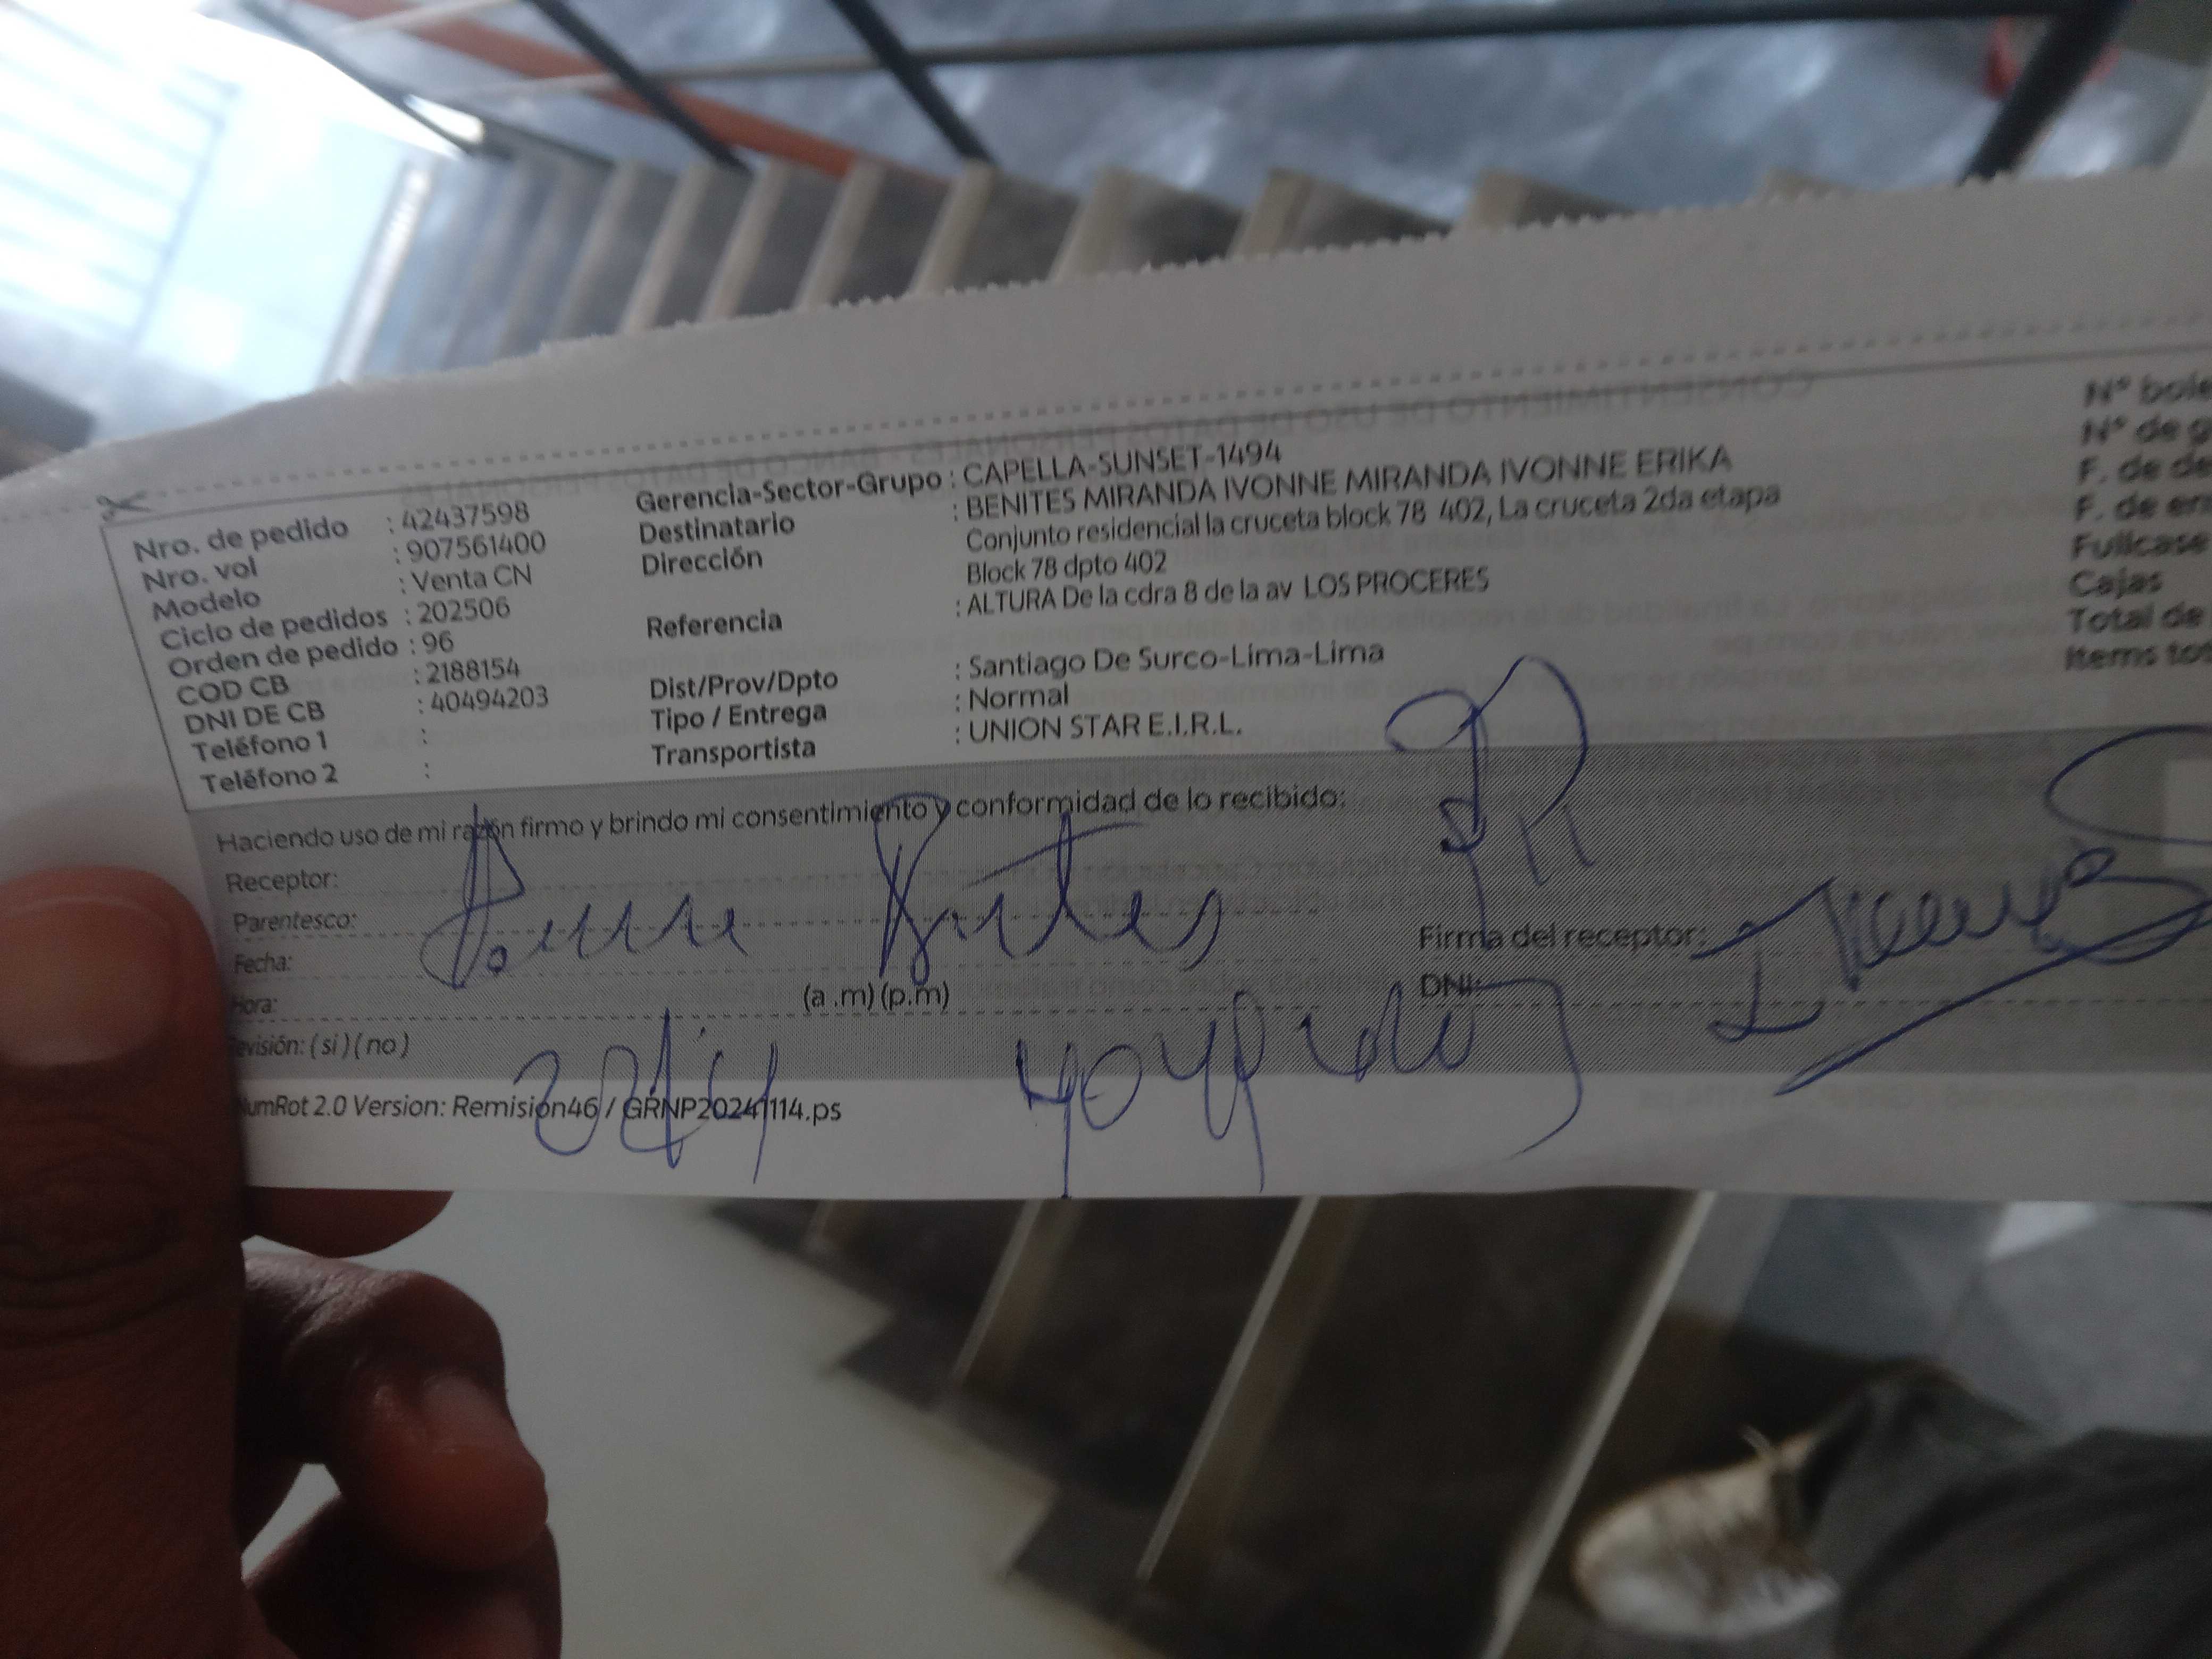 Nro. de pedido : 42437598
Nro. vol : 907561400
Modelo : Venta CN
Ciclo de pedidos : 202506
Orden de pedido : 96
COD CB : 2188154
DNI DE CB : 40494203
Teléfono 1 :
Teléfono 2 :
Gerencia-Sector-Grupo : CAPELLA-SUNSET-1494
Destinatario : BENITES MIRANDA IVONNE MIRANDA IVONNE ERIKA
Dirección Conjunto residencial la cruceta block 78 402, La cruceta 2da etapa
Block 78 dpto 402
Referencia : ALTURA De la cdra 8 de la av LOS PROCERES
Dist/Prov/Dpto : Santiago De Surco-Lima-Lima
Tipo / Entrega : Normal
Transportista : UNION STAR E.I.R.L.
N° bole
N° de g
F. de de
F. de en
Fullcase
Cajas
Total de
Items tot
Haciendo uso de mi razón firmo y brindo mi consentimiento y conformidad de lo recibido:
Receptor:
Parentesco:
Fecha:
Hora: (a .m) (p.m)
Revisión: ( si ) ( no )
Firma del receptor:
DNI:
NumRot 2.0 Version: Remision46 / GRNP20241114.ps